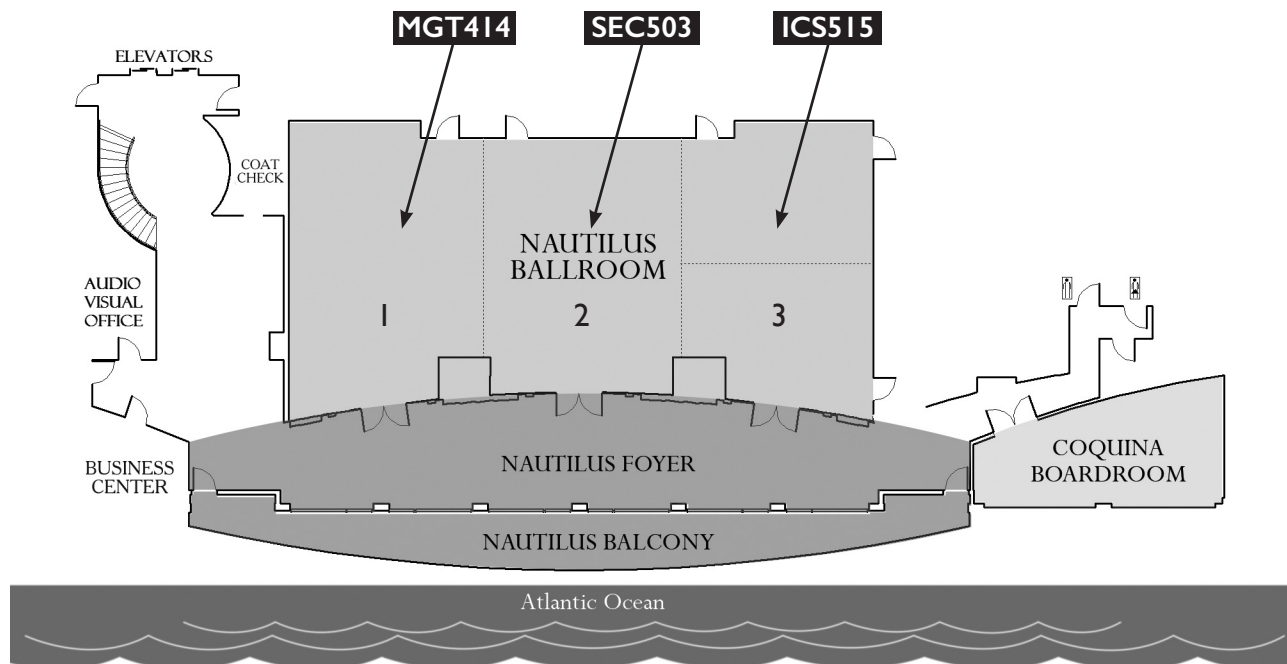 MGT414
SEC503
ICS515
ELEVATORS
COAT
CHECK
NAUTILUS
BALLROOM
AUDIO
VISUAL
OFFICE
1
2
3
BUSINESS
CENTER
NAUTILUS FOYER
COQUINA
BOARDROOM
NAUTILUS BALCONY
Atlantic Ocean